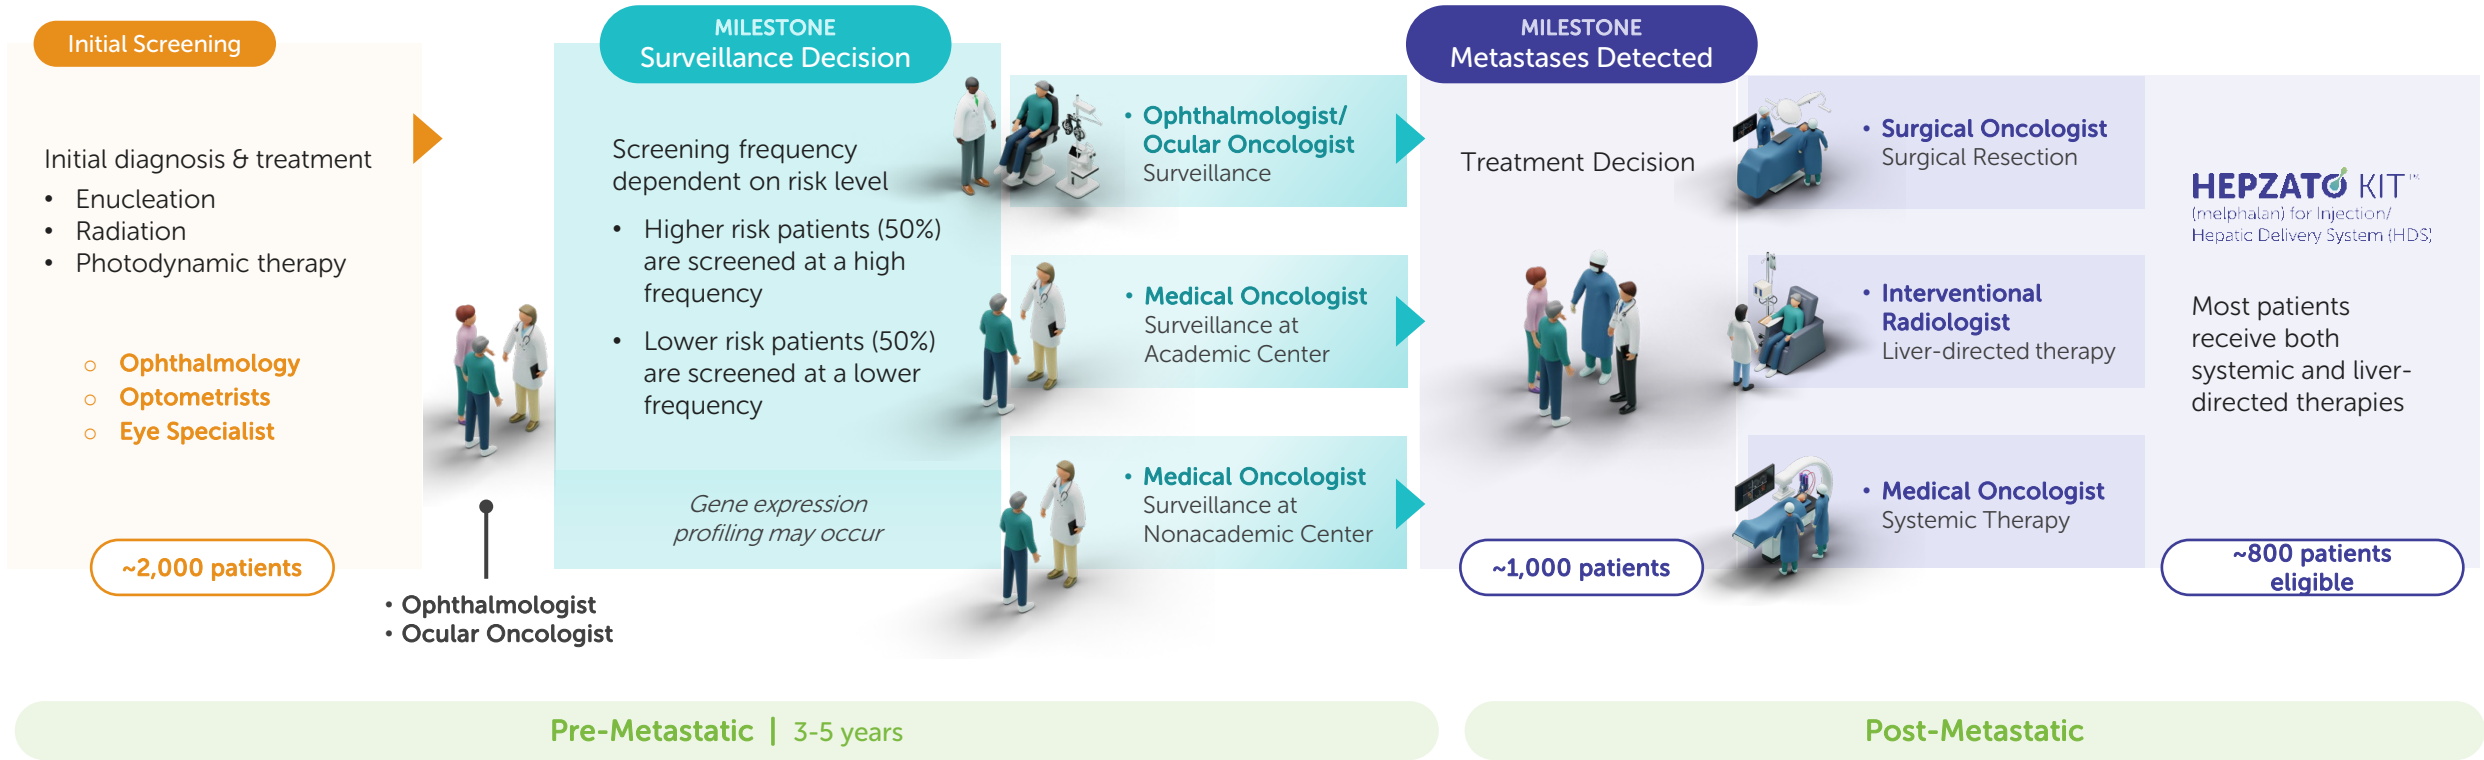 Initial Screening
Initial diagnosis & treatment
• Enucleation
• Radiation
• Photodynamic therapy
○ Ophthalmology
○ Optometrists
○ Eye Specialist
~2,000 patients
• Ophthalmologist
• Ocular Oncologist
MILESTONE
Surveillance Decision
Screening frequency
dependent on risk level
• Higher risk patients (50%)
are screened at a high
frequency
• Lower risk patients (50%)
are screened at a lower
frequency
Gene expression
profiling may occur
• Ophthalmologist/
Ocular Oncologist
Surveillance
• Medical Oncologist
Surveillance at
Academic Center
• Medical Oncologist
Surveillance at
Nonacademic Center
MILESTONE
Metastases Detected
Treatment Decision
~1,000 patients
• Surgical Oncologist
Surgical Resection
• Interventional
Radiologist
Liver-directed therapy
• Medical Oncologist
Systemic Therapy
HEPZATO KIT™
(melphalan) for Injection/
Hepatic Delivery System (HDS)
Most patients
receive both
systemic and liver-
directed therapies
~800 patients
eligible
Pre-Metastatic | 3-5 years
Post-Metastatic